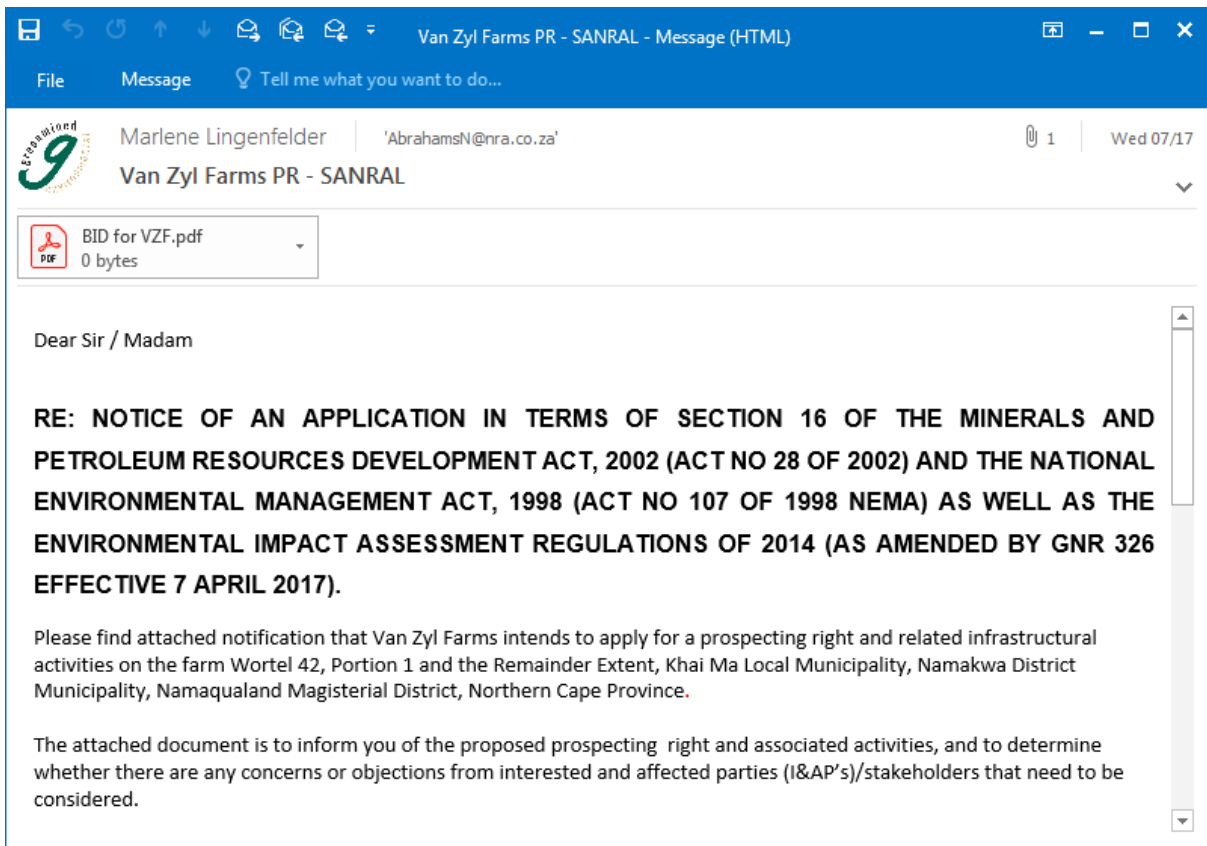 Van Zyl Farms PR - SANRAL - Message (HTML)
File Message Tell me what you want to do...
Marlene Lingenfelder 'AbrahamsN@nra.co.za' 1 Wed 07/17
Van Zyl Farms PR - SANRAL
BID for VZF.pdf
PDF
0 bytes
Dear Sir / Madam
RE: NOTICE OF AN APPLICATION IN TERMS OF SECTION 16 OF THE MINERALS AND
PETROLEUM RESOURCES DEVELOPMENT ACT, 2002 (ACT NO 28 OF 2002) AND THE NATIONAL
ENVIRONMENTAL MANAGEMENT ACT, 1998 (ACT NO 107 OF 1998 NEMA) AS WELL AS THE
ENVIRONMENTAL IMPACT ASSESSMENT REGULATIONS OF 2014 (AS AMENDED BY GNR 326
EFFECTIVE 7 APRIL 2017).
Please find attached notification that Van Zyl Farms intends to apply for a prospecting right and related infrastructural
activities on the farm Wortel 42, Portion 1 and the Remainder Extent, Khai Ma Local Municipality, Namakwa District
Municipality, Namaqualand Magisterial District, Northern Cape Province.
The attached document is to inform you of the proposed prospecting right and associated activities, and to determine
whether there are any concerns or objections from interested and affected parties (I&AP's)/stakeholders that need to be
considered.